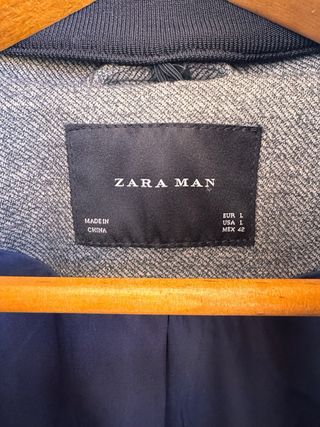 ZARA MAN
MADE IN
CHINA
EUR L
USA L
MEX 42